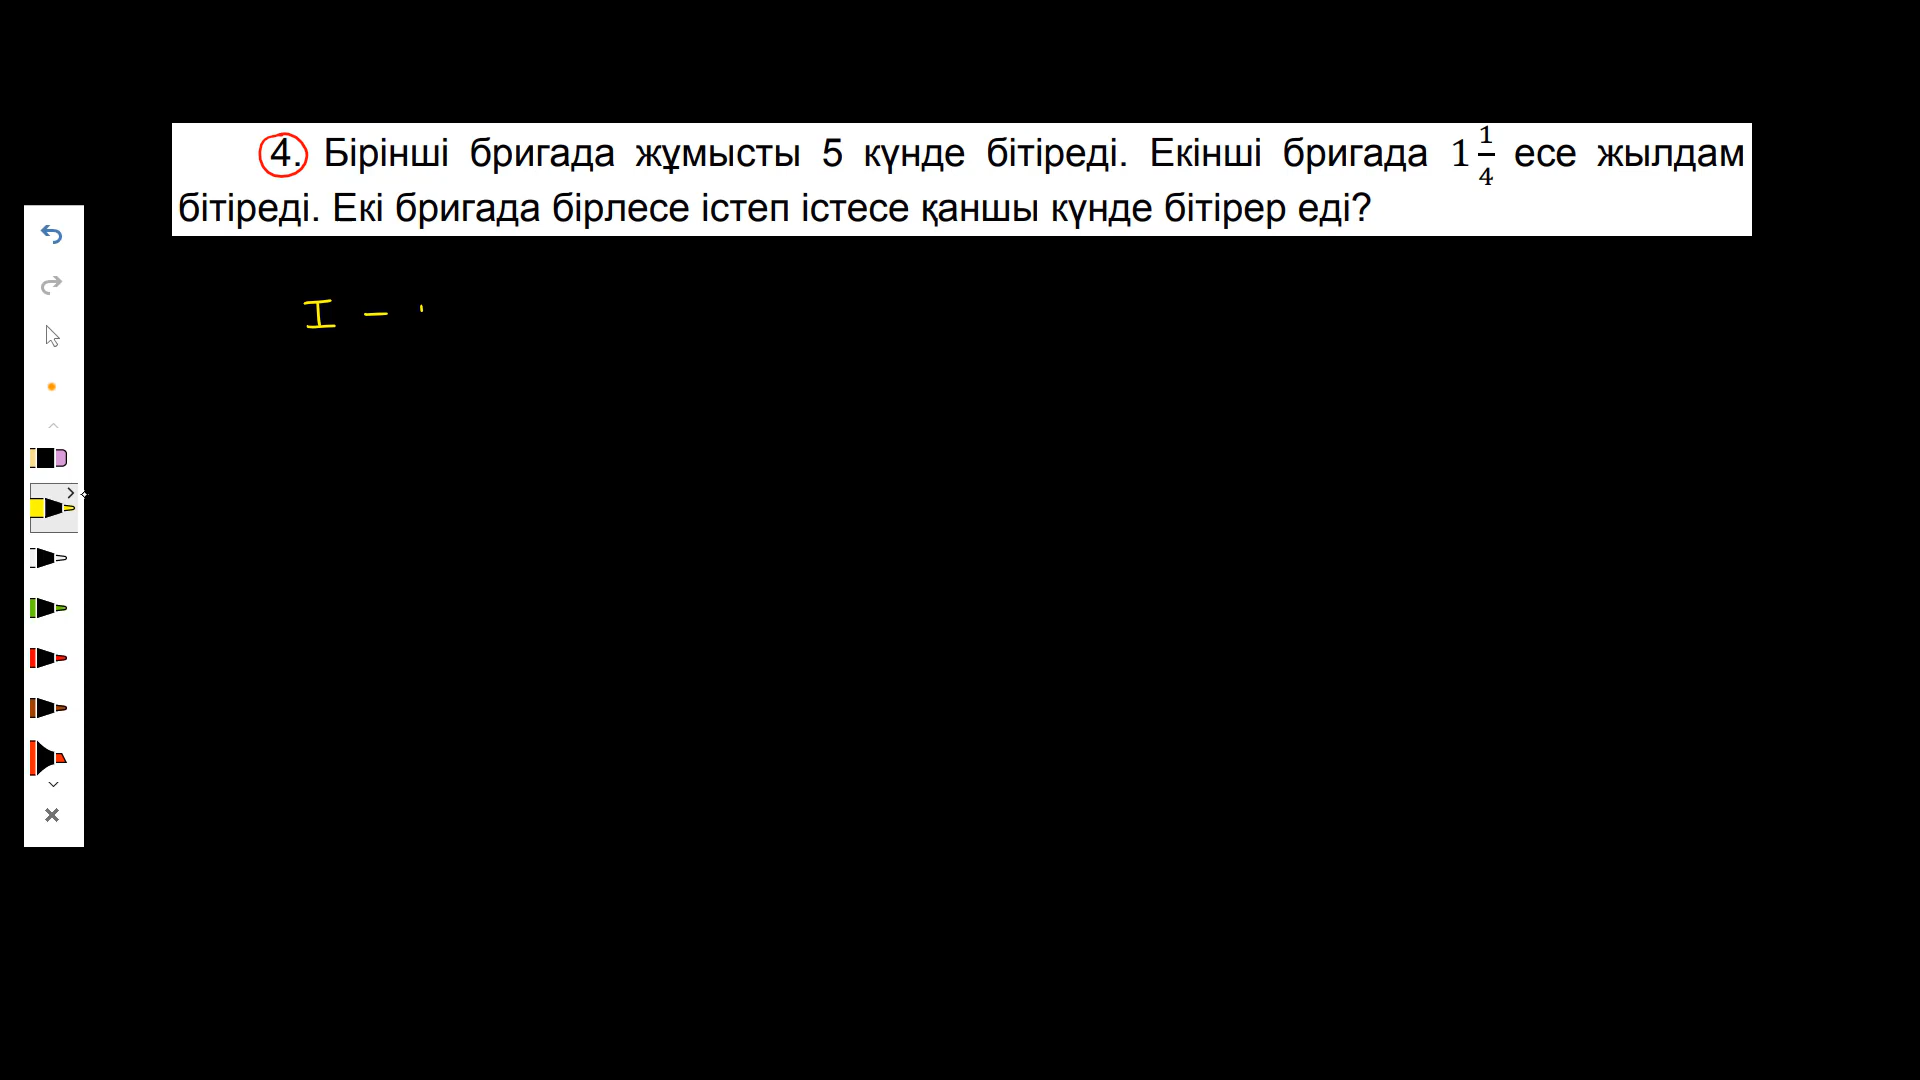 4. Бірінші бригада жұмысты 5 күнде бітіреді. Екінші бригада 1 1/4 есе жылдам
бітіреді. Екі бригада бірлесе істеп істесе қаншы күнде бітірер еді?
I –